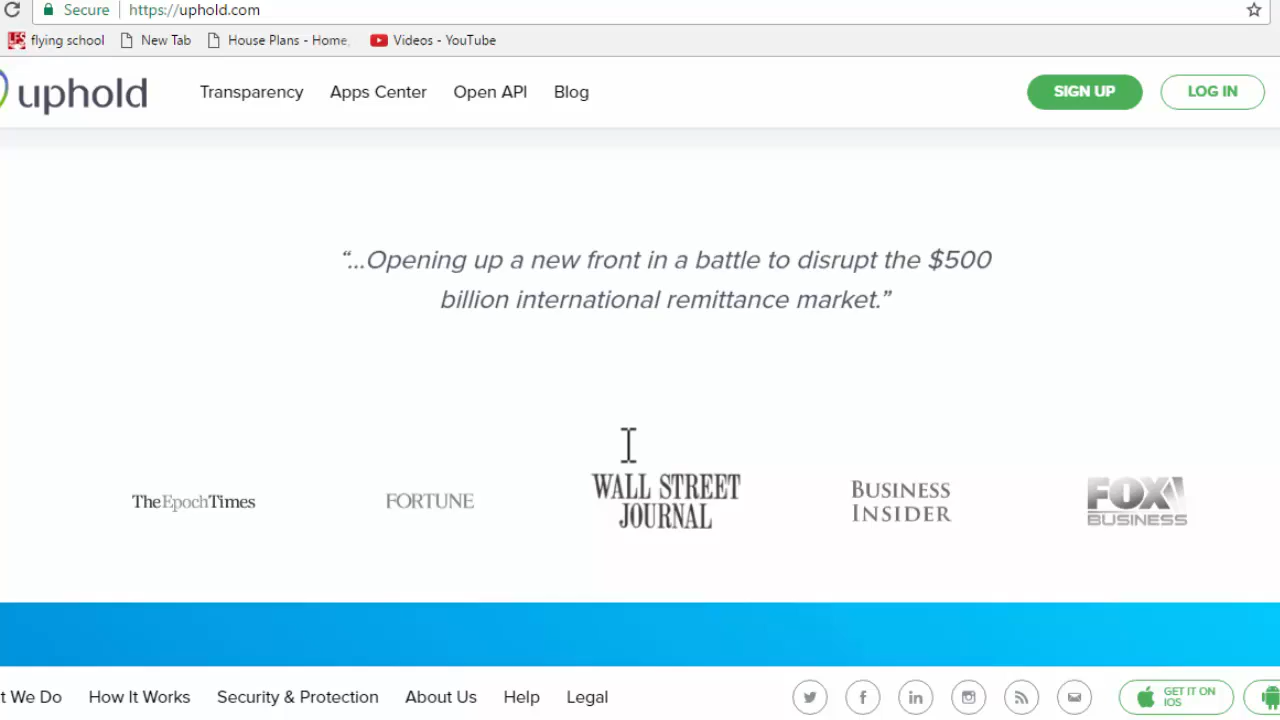 Secure https://uphold.com
flying school New Tab House Plans - Home, Videos - YouTube
uphold Transparency Apps Center Open API Blog SIGN UP LOG IN
“...Opening up a new front in a battle to disrupt the $500
billion international remittance market.”
The Epoch Times FORTUNE WALL STREET JOURNAL BUSINESS INSIDER FOX BUSINESS
t We Do How It Works Security & Protection About Us Help Legal GET IT ON IOS